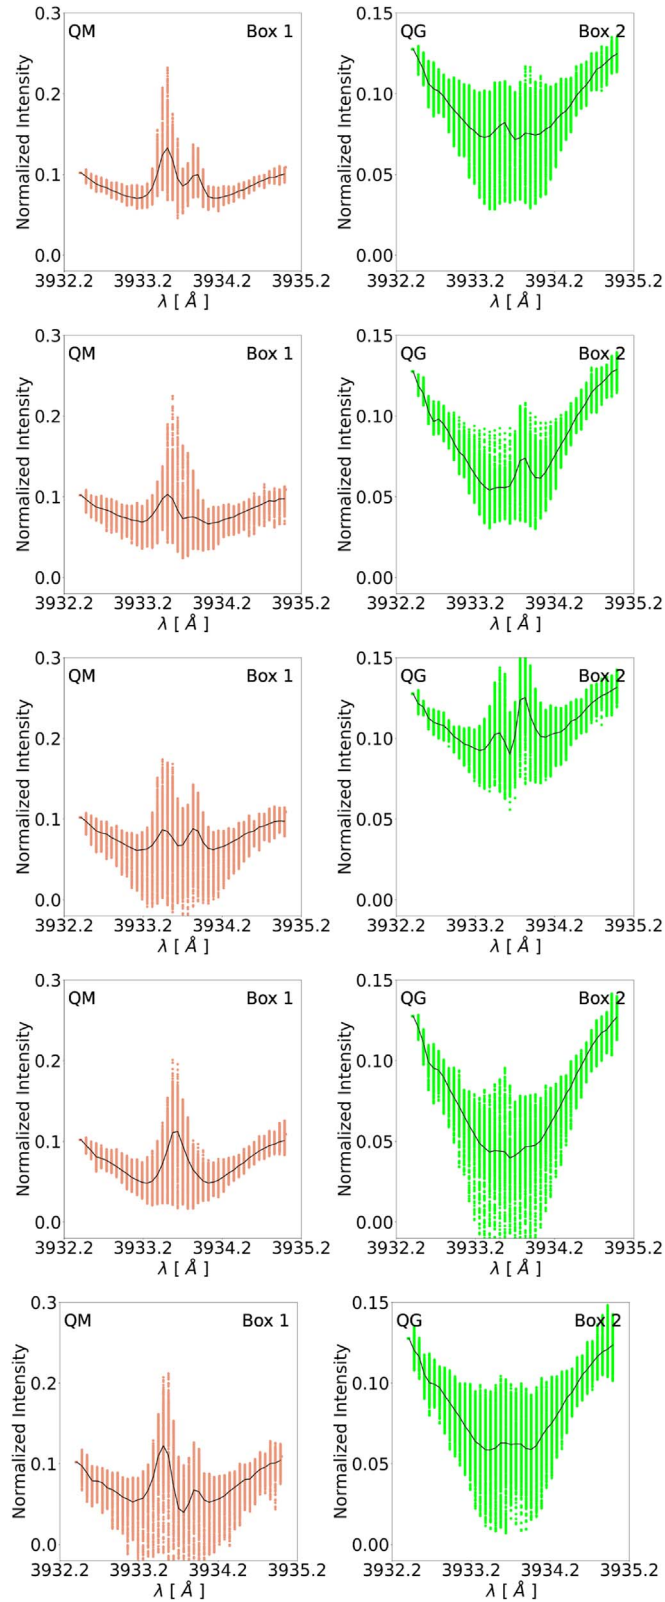 QM Box 1
Normalized Intensity
0.3
0.2
0.1
0.0
3932.2 3933.2 3934.2 3935.2
λ [ Å ]
QG Box 2
Normalized Intensity
0.15
0.10
0.05
0.00
3932.2 3933.2 3934.2 3935.2
λ [ Å ]
QM Box 1
Normalized Intensity
0.3
0.2
0.1
0.0
3932.2 3933.2 3934.2 3935.2
λ [ Å ]
QG Box 2
Normalized Intensity
0.15
0.10
0.05
0.00
3932.2 3933.2 3934.2 3935.2
λ [ Å ]
QM Box 1
Normalized Intensity
0.3
0.2
0.1
0.0
3932.2 3933.2 3934.2 3935.2
λ [ Å ]
QG Box 2
Normalized Intensity
0.15
0.10
0.05
0.00
3932.2 3933.2 3934.2 3935.2
λ [ Å ]
QM Box 1
Normalized Intensity
0.3
0.2
0.1
0.0
3932.2 3933.2 3934.2 3935.2
λ [ Å ]
QG Box 2
Normalized Intensity
0.15
0.10
0.05
0.00
3932.2 3933.2 3934.2 3935.2
λ [ Å ]
QM Box 1
Normalized Intensity
0.3
0.2
0.1
0.0
3932.2 3933.2 3934.2 3935.2
λ [ Å ]
QG Box 2
Normalized Intensity
0.15
0.10
0.05
0.00
3932.2 3933.2 3934.2 3935.2
λ [ Å ]